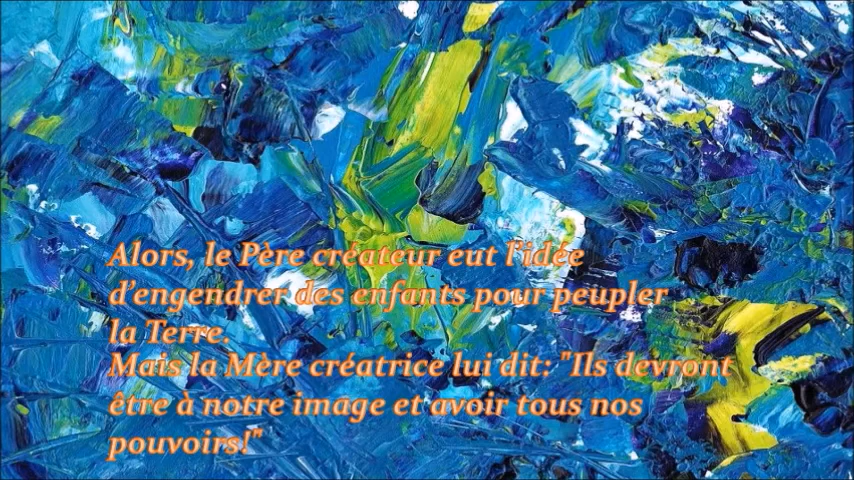 Alors, le Père créateur eut l'idée
d’engendrer des enfants pour peupler
la Terre.
Mais la Mère créatrice lui dit: "Ils devront
être à notre image et avoir tous nos
pouvoirs!"